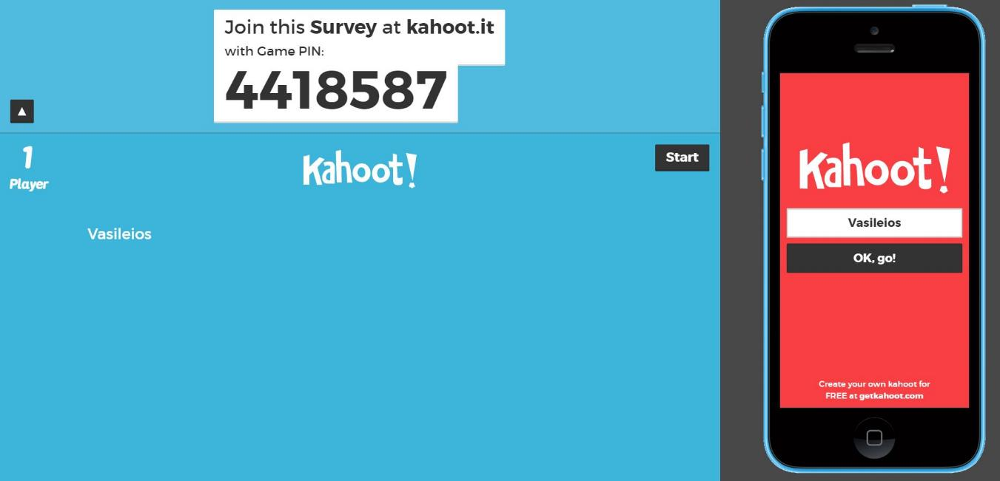 Join this Survey at kahoot.it
with Game PIN:
4418587
▲
1
Player
Kahoot!
Start
Vasileios
Kahoot!
Vasileios
OK, go!
Create your own kahoot for
FREE at getkahoot.com